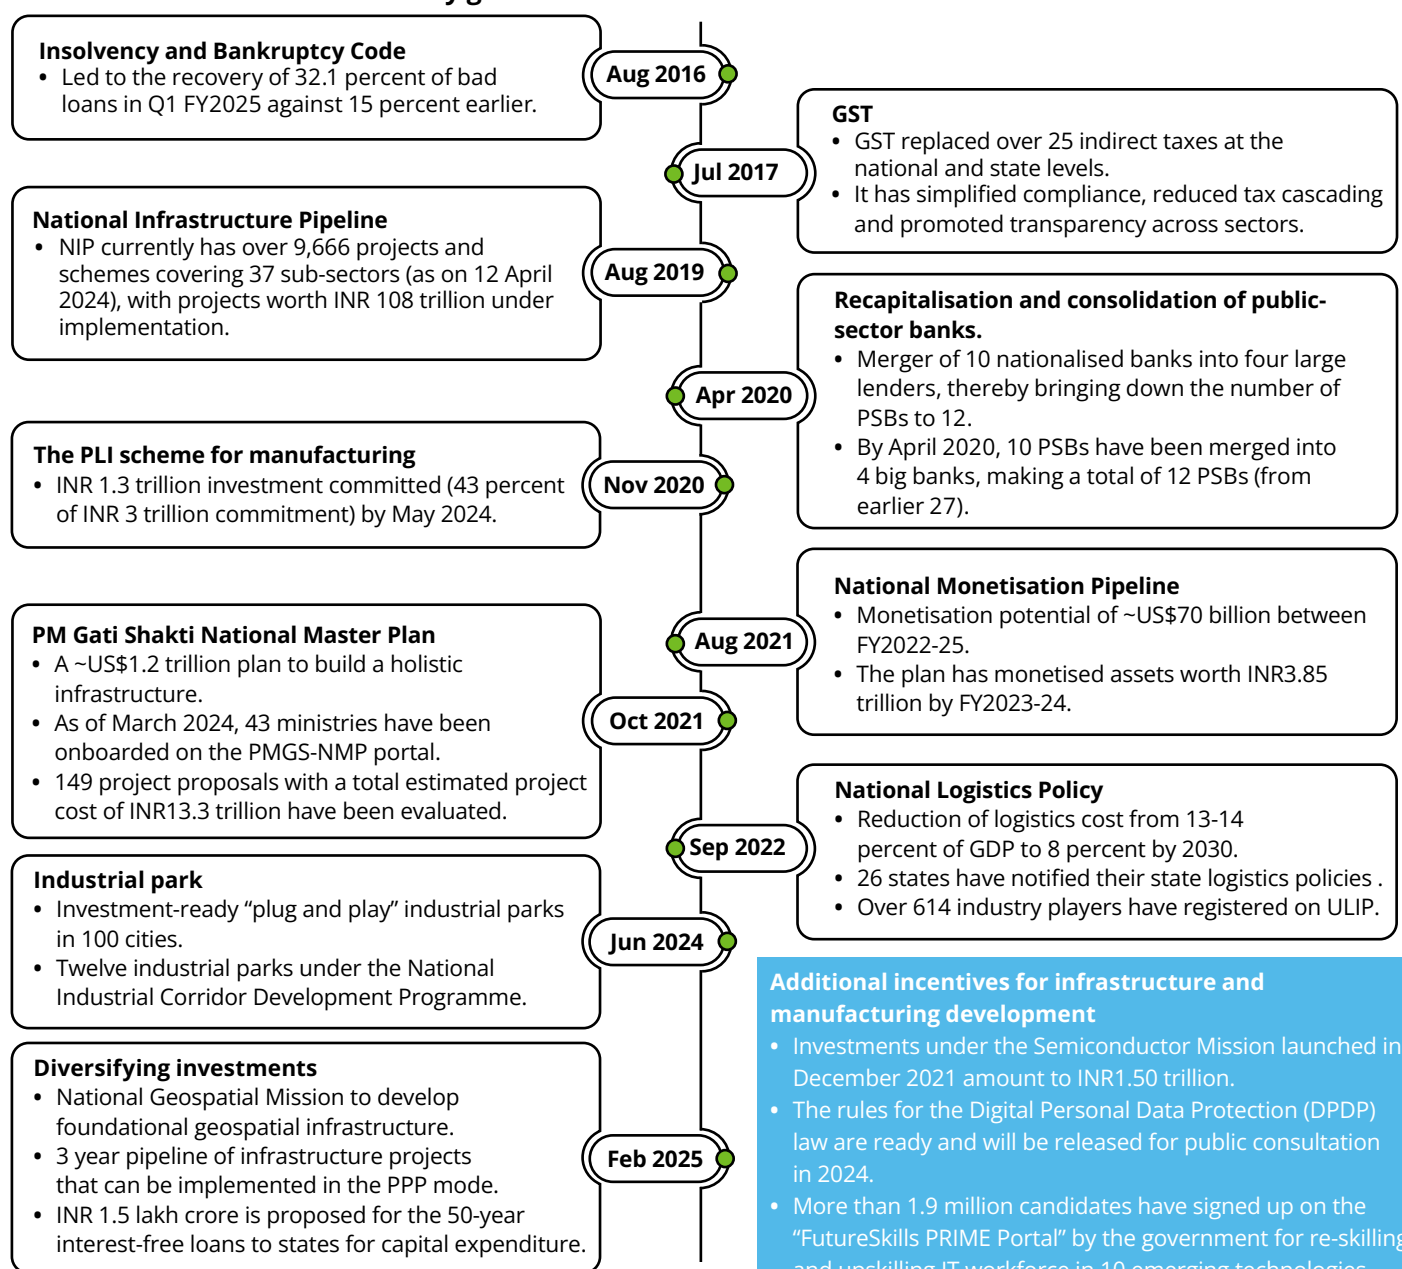 Insolvency and Bankruptcy Code
• Led to the recovery of 32.1 percent of bad
loans in Q1 FY2025 against 15 percent earlier.
Aug 2016
GST
• GST replaced over 25 indirect taxes at the
national and state levels.
• It has simplified compliance, reduced tax cascading
and promoted transparency across sectors.
Jul 2017
National Infrastructure Pipeline
• NIP currently has over 9,666 projects and
schemes covering 37 sub-sectors (as on 12 April
2024), with projects worth INR 108 trillion under
implementation.
Aug 2019
Recapitalisation and consolidation of public-
sector banks.
• Merger of 10 nationalised banks into four large
lenders, thereby bringing down the number of
PSBs to 12.
• By April 2020, 10 PSBs have been merged into
4 big banks, making a total of 12 PSBs (from
earlier 27).
Apr 2020
The PLI scheme for manufacturing
• INR 1.3 trillion investment committed (43 percent
of INR 3 trillion commitment) by May 2024.
Nov 2020
National Monetisation Pipeline
• Monetisation potential of ~US$70 billion between
FY2022-25.
• The plan has monetised assets worth INR3.85
trillion by FY2023-24.
Aug 2021
PM Gati Shakti National Master Plan
• A ~US$1.2 trillion plan to build a holistic
infrastructure.
• As of March 2024, 43 ministries have been
onboarded on the PMGS-NMP portal.
• 149 project proposals with a total estimated project
cost of INR13.3 trillion have been evaluated.
Oct 2021
National Logistics Policy
• Reduction of logistics cost from 13-14
percent of GDP to 8 percent by 2030.
• 26 states have notified their state logistics policies .
• Over 614 industry players have registered on ULIP.
Sep 2022
Industrial park
• Investment-ready “plug and play” industrial parks
in 100 cities.
• Twelve industrial parks under the National
Industrial Corridor Development Programme.
Jun 2024
Diversifying investments
• National Geospatial Mission to develop
foundational geospatial infrastructure.
• 3 year pipeline of infrastructure projects
that can be implemented in the PPP mode.
• INR 1.5 lakh crore is proposed for the 50-year
interest-free loans to states for capital expenditure.
Feb 2025
Additional incentives for infrastructure and
manufacturing development
• Investments under the Semiconductor Mission launched in
December 2021 amount to INR1.50 trillion.
• The rules for the Digital Personal Data Protection (DPDP)
law are ready and will be released for public consultation
in 2024.
• More than 1.9 million candidates have signed up on the
“FutureSkills PRIME Portal” by the government for re-skilling
and upskilling IT workforce in 10 emerging technologies